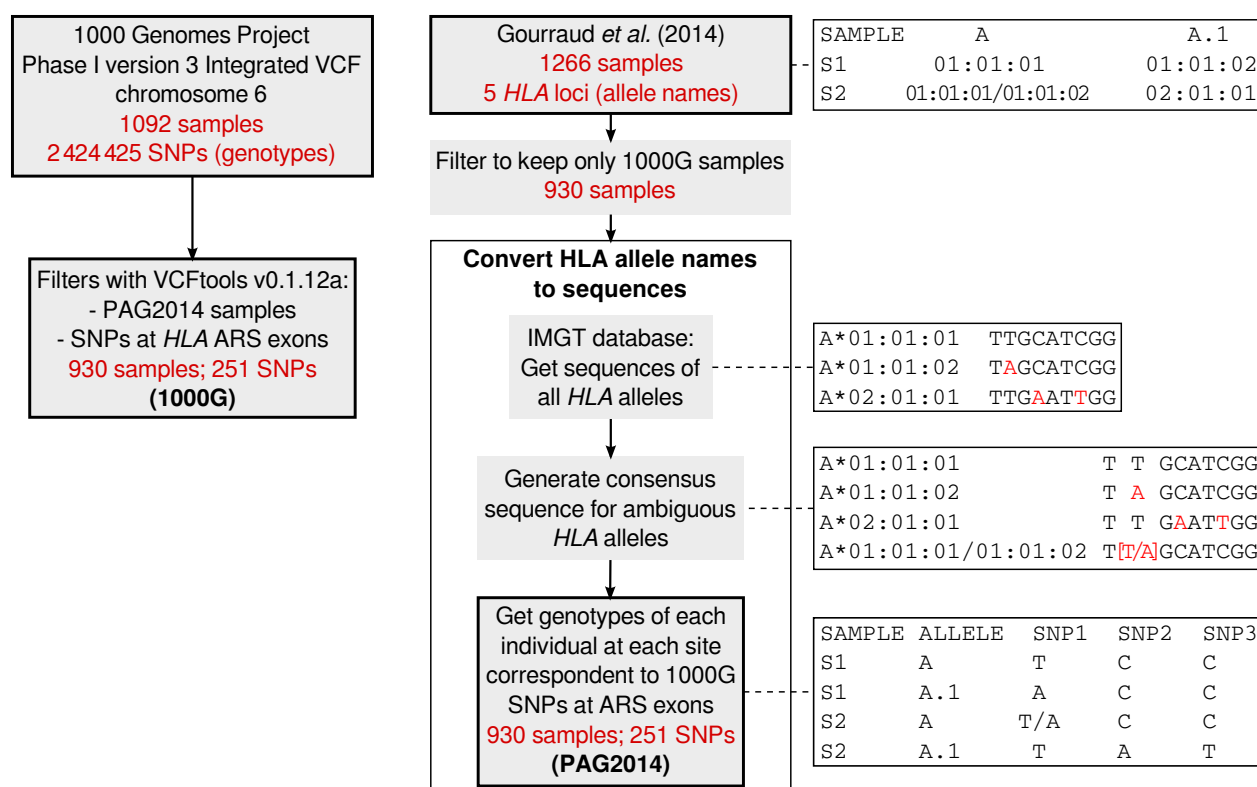 1000 Genomes Project
Phase I version 3 Integrated VCF
chromosome 6
1092 samples
2 424 425 SNPs (genotypes)
Filters with VCFtools v0.1.12a:
- PAG2014 samples
- SNPs at HLA ARS exons
930 samples; 251 SNPs
(1000G)
Gourraud et al. (2014)
1266 samples
5 HLA loci (allele names)
SAMPLE A A.1
S1 01:01:01 01:01:02
S2 01:01:01/01:01:02 02:01:01
Filter to keep only 1000G samples
930 samples
Convert HLA allele names
to sequences
IMGT database:
Get sequences of
all HLA alleles
A*01:01:01 TTGCATCGG
A*01:01:02 TAGCATCGG
A*02:01:01 TTGAATTGG
Generate consensus
sequence for ambiguous
HLA alleles
A*01:01:01 T T GCATCGG
A*01:01:02 T A GCATCGG
A*02:01:01 T T GAATTGG
A*01:01:01/01:01:02 T[T/A]GCATCGG
Get genotypes of each
individual at each site
correspondent to 1000G
SNPs at ARS exons
930 samples; 251 SNPs
(PAG2014)
SAMPLE ALLELE SNP1 SNP2 SNP3
S1 A T C C
S1 A.1 A C C
S2 A T/A C C
S2 A.1 T A T